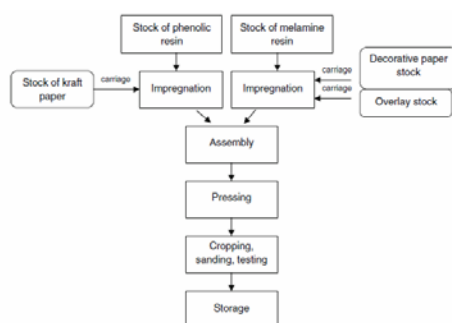 Stock of phenolic
resin
Stock of melamine
resin
Stock of kraft
paper
carriage
Impregnation
Impregnation
carriage
carriage
Decorative paper
stock
Overlay stock
Assembly
Pressing
Cropping,
sanding, testing
Storage